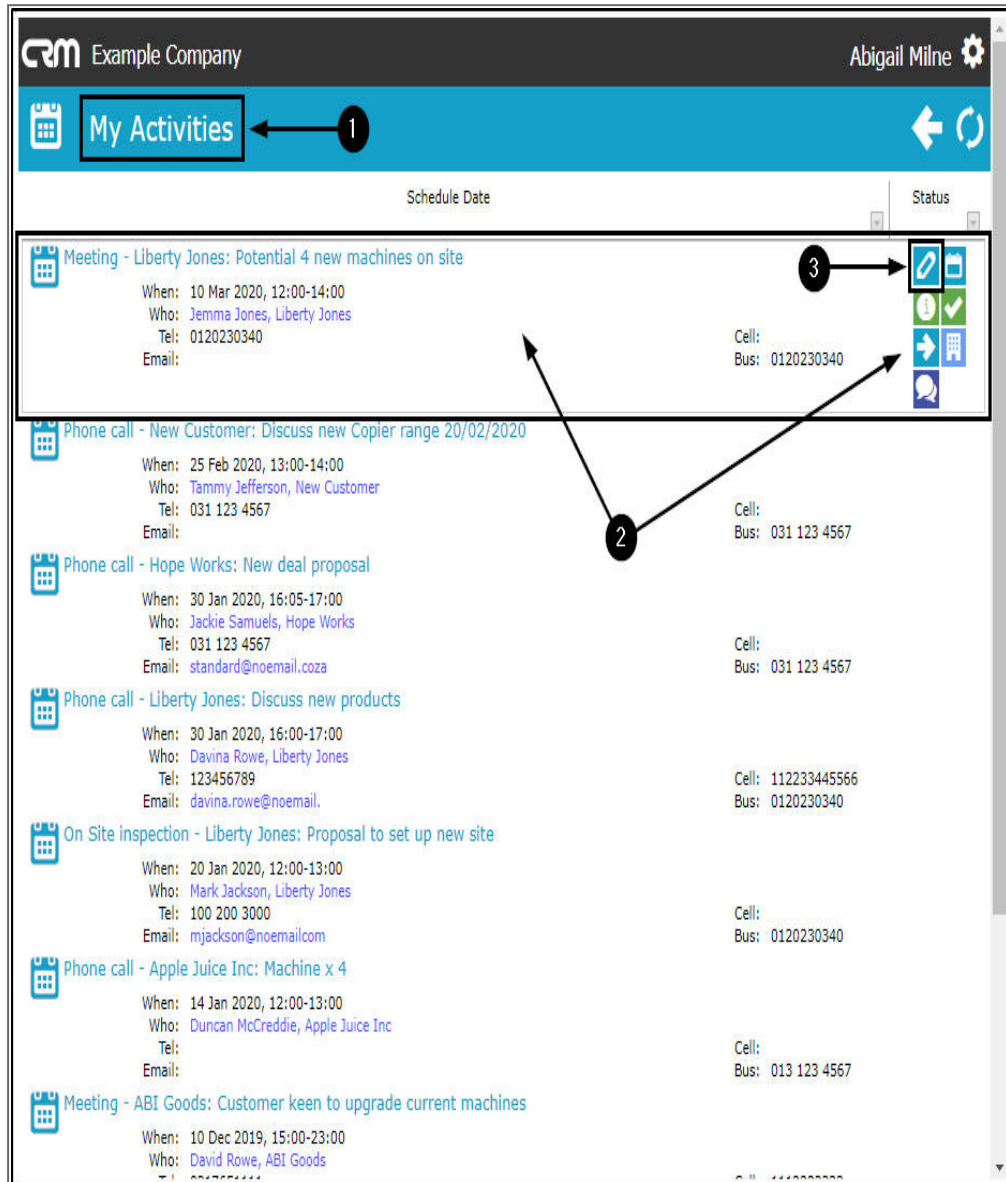 CRM Example Company Abigail Milne
My Activities 1
Schedule Date Status
Meeting - Liberty Jones: Potential 4 new machines on site 3
When: 10 Mar 2020, 12:00-14:00
Who: Jemma Jones, Liberty Jones
Tel: 0120230340 Cell:
Email: Bus: 0120230340
Phone call - New Customer: Discuss new Copier range 20/02/2020
When: 25 Feb 2020, 13:00-14:00
Who: Tammy Jefferson, New Customer
Tel: 031 123 4567 Cell:
2
Email: Bus: 031 123 4567
Phone call - Hope Works: New deal proposal
When: 30 Jan 2020, 16:05-17:00
Who: Jackie Samuels, Hope Works
Tel: 031 123 4567 Cell:
Email: standard@noemail.coza Bus: 031 123 4567
Phone call - Liberty Jones: Discuss new products
When: 30 Jan 2020, 16:00-17:00
Who: Davina Rowe, Liberty Jones
Tel: 123456789 Cell: 112233445566
Email: davina.rowe@noemail. Bus: 0120230340
On Site inspection - Liberty Jones: Proposal to set up new site
When: 20 Jan 2020, 12:00-13:00
Who: Mark Jackson, Liberty Jones
Tel: 100 200 3000 Cell:
Email: mjackson@noemailcom Bus: 0120230340
Phone call - Apple Juice Inc: Machine x 4
When: 14 Jan 2020, 12:00-13:00
Who: Duncan McCreddie, Apple Juice Inc
Tel: Cell:
Email: Bus: 013 123 4567
Meeting - ABI Goods: Customer keen to upgrade current machines
When: 10 Dec 2019, 15:00-23:00
Who: David Rowe, ABI Goods